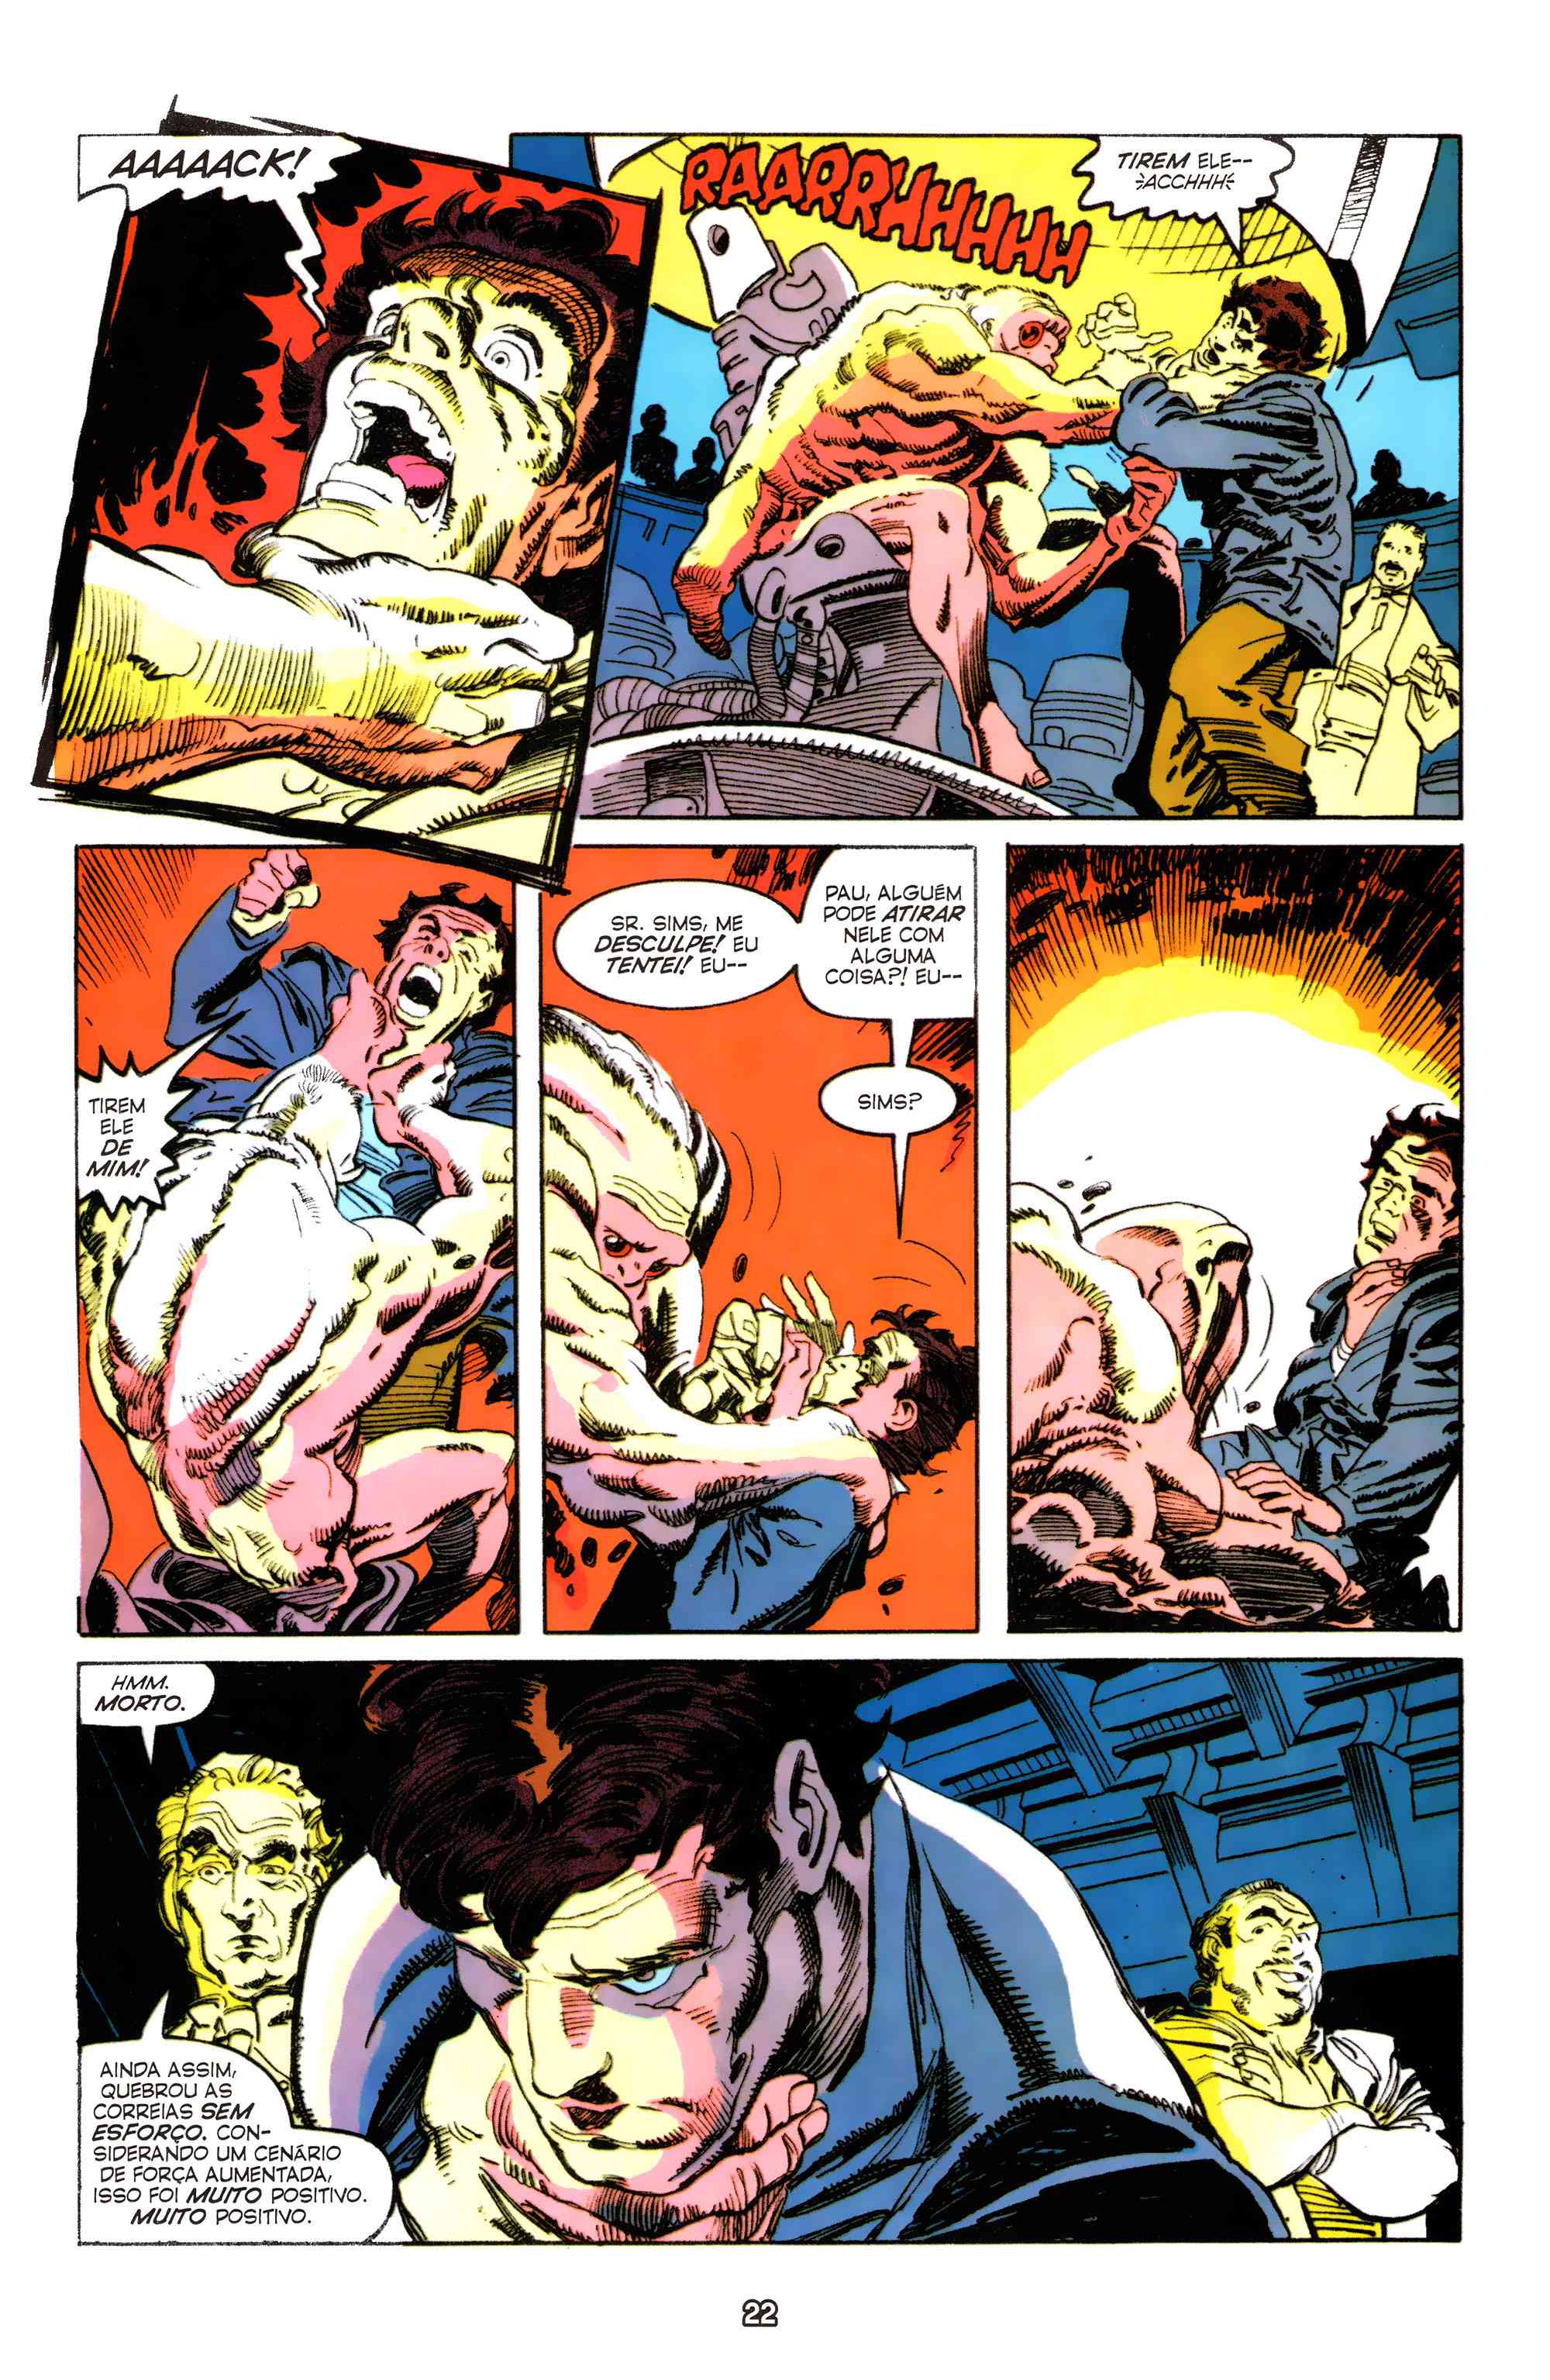 AAAAACK!
RAARRHHHHH
TIREM ELE--
ACCHHH
TIREM
ELE
DE
MIM!
SR. SIMS, ME
DESCULPE! EU
TENTEI! EU--
PAU, ALGUÉM
PODE ATIRAR
NELE COM
ALGUMA
COISA?! EU--
SIMS?
HMM.
MORTO.
AINDA ASSIM,
QUEBROU AS
CORREIAS SEM
ESFORÇO. CON-
SIDERANDO UM CENÁRIO
DE FORÇA AUMENTADA,
ISSO FOI MUITO POSITIVO.
MUITO POSITIVO.
22